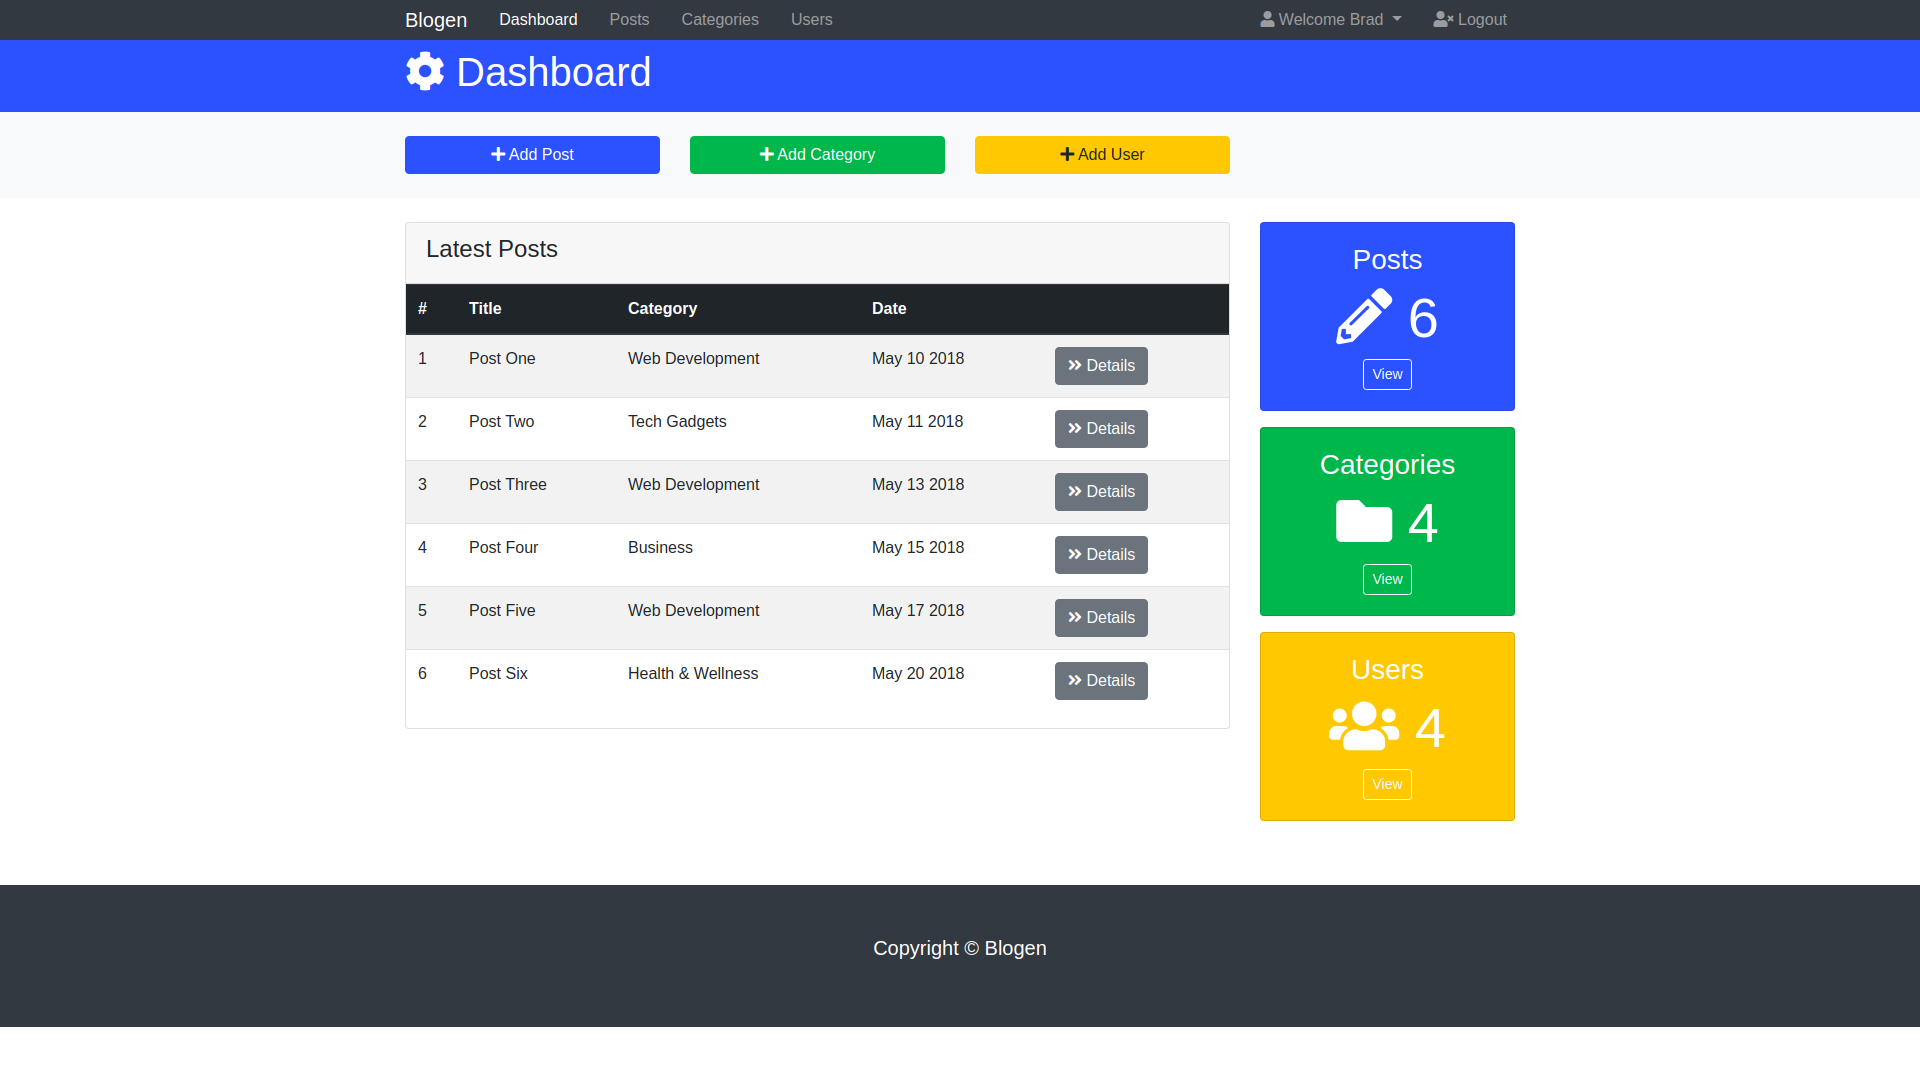 Blogen Dashboard Posts Categories Users Welcome Brad Logout
Dashboard
Add Post Add Category Add User
Latest Posts
# Title Category Date
1 Post One Web Development May 10 2018 Details
2 Post Two Tech Gadgets May 11 2018 Details
3 Post Three Web Development May 13 2018 Details
4 Post Four Business May 15 2018 Details
5 Post Five Web Development May 17 2018 Details
6 Post Six Health & Wellness May 20 2018 Details
Posts
6
View
Categories
4
View
Users
4
View
Copyright © Blogen